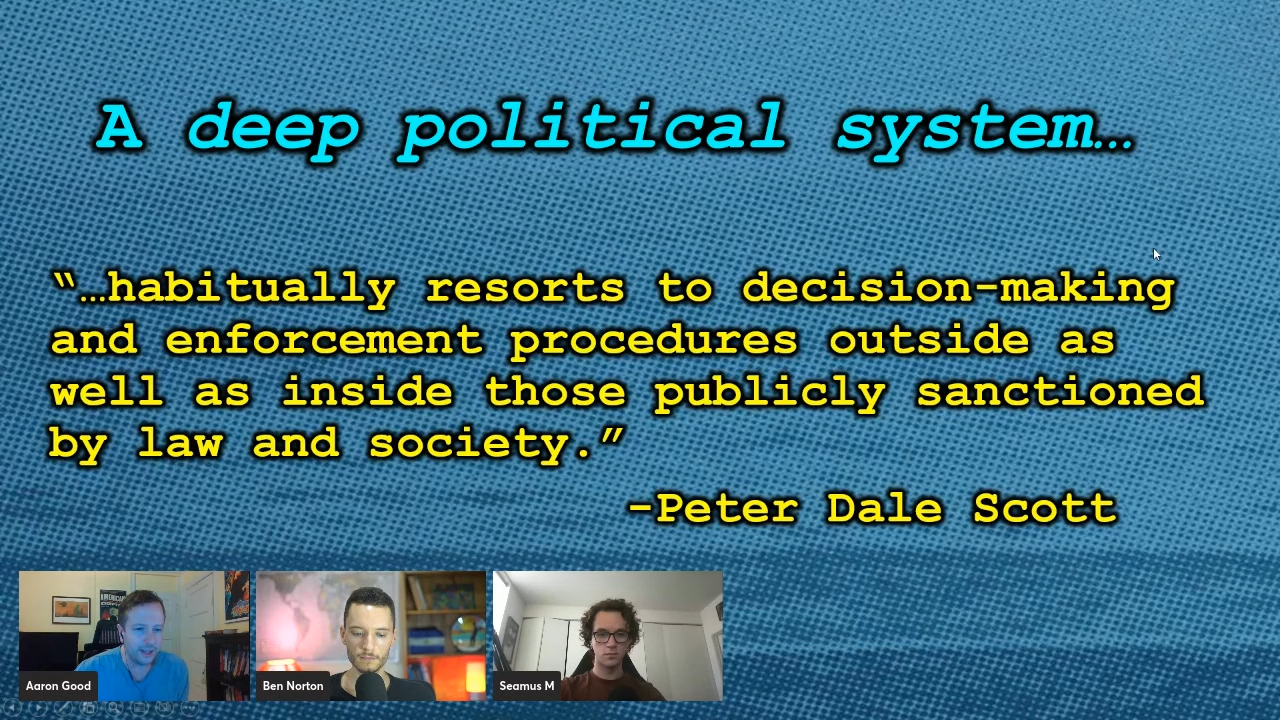 A deep political system…
“…habitually resorts to decision-making
and enforcement procedures outside as
well as inside those publicly sanctioned
by law and society.”
-Peter Dale Scott
Aaron Good
Ben Norton
Seamus M